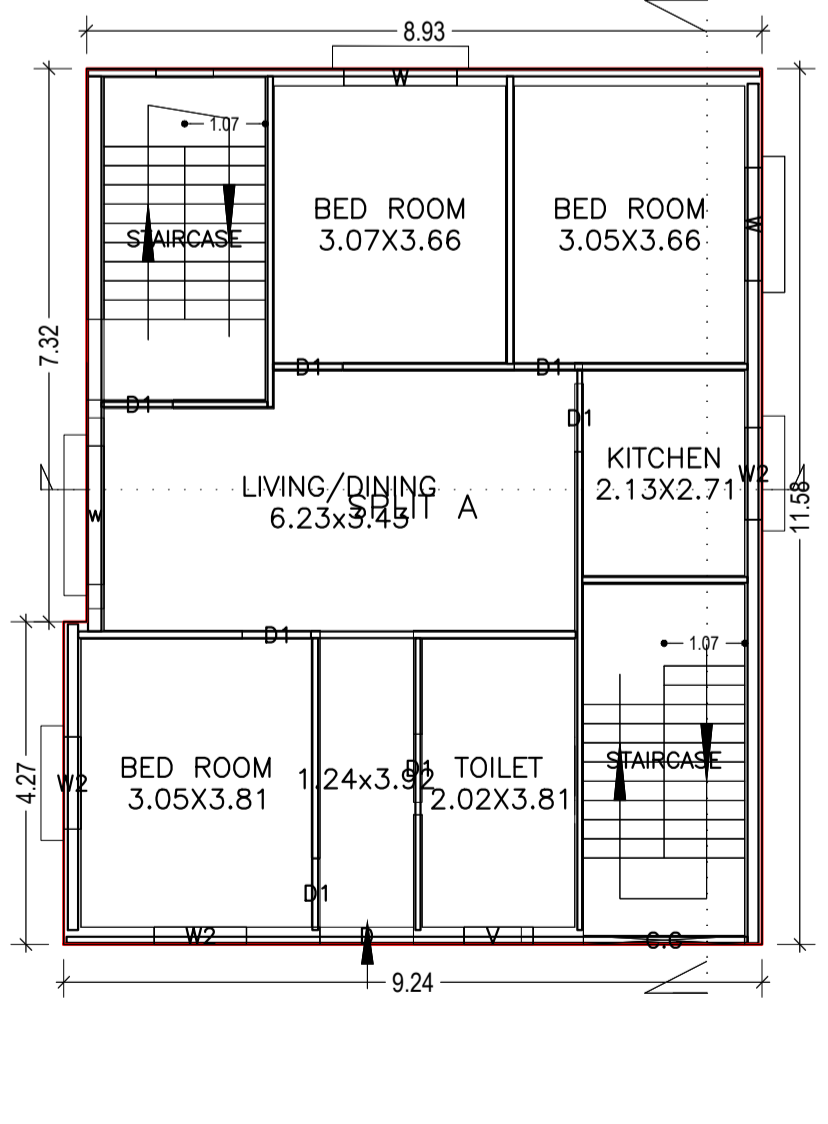 8.93
W
1.07
STAIRCASE
BED ROOM
3.07X3.66
BED ROOM
3.05X3.66
W
7.32
D1
D1
D1
D1
KITCHEN
2.13X2.71
W2
11.58
LIVING/DINING
6.23x3.45
SPLIT A
W
D1
1.07
4.27
W2
BED ROOM
3.05X3.81
1.24x3.92
D1
TOILET
2.02X3.81
STAIRCASE
D1
W2
D
V
C.G
9.24